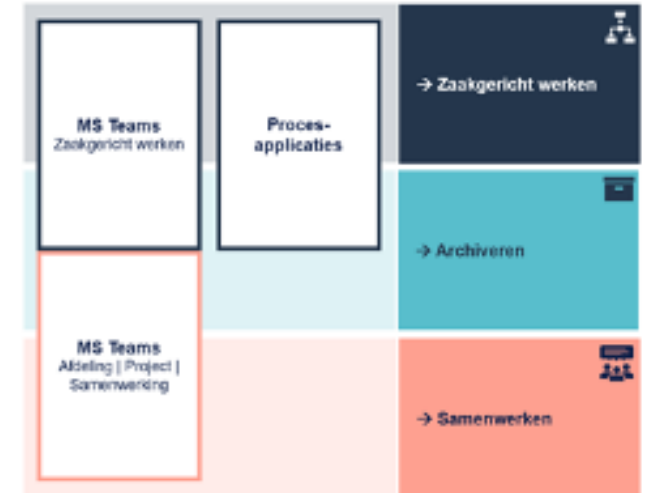 MS Teams
Zaakgericht werken
Proces-
applicaties
→ Zaakgericht werken
→ Archiveren
MS Teams
Afdeling | Project |
Samenwerking
→ Samenwerken